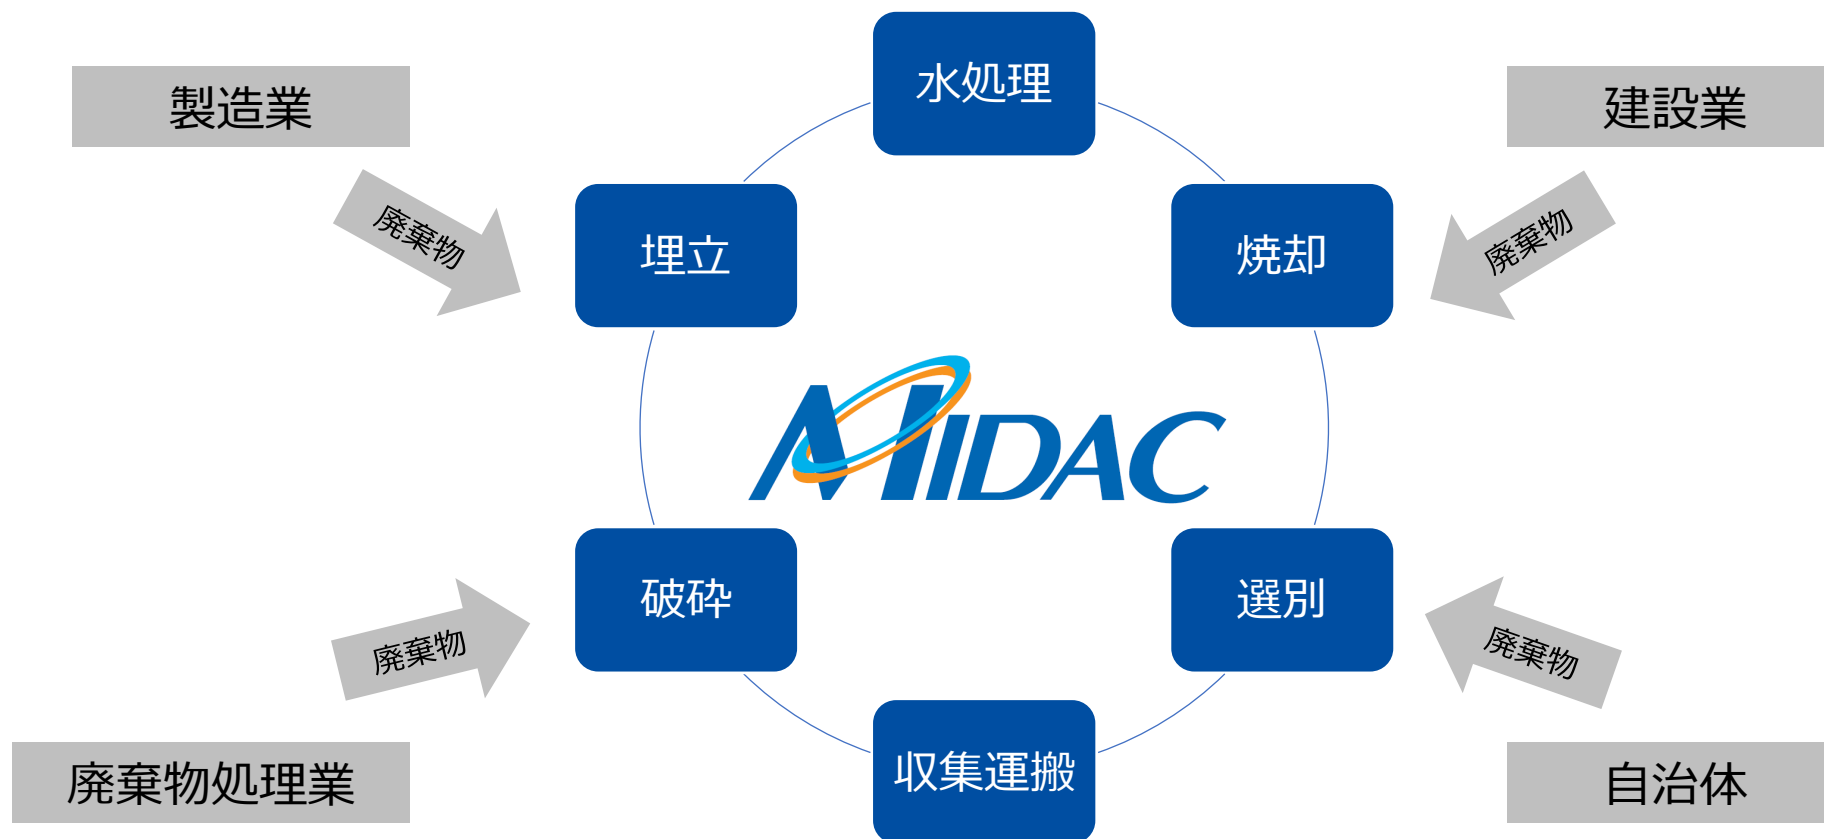 水処理
製造業
建設業
廃棄物
埋立
焼却
廃棄物
MIDAC
破砕
選別
廃棄物
廃棄物
収集運搬
廃棄物処理業
自治体